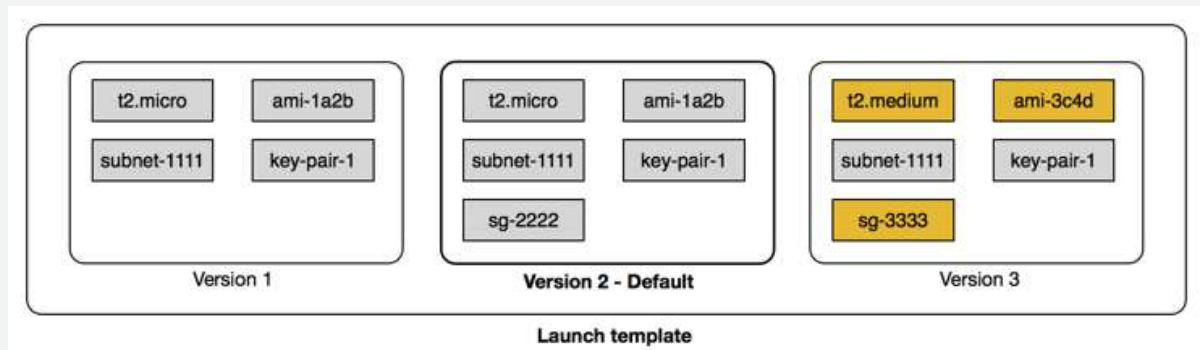 t2.micro
ami-1a2b
subnet-1111
key-pair-1
Version 1
t2.micro
ami-1a2b
subnet-1111
key-pair-1
sg-2222
Version 2 - Default
t2.medium
ami-3c4d
subnet-1111
key-pair-1
sg-3333
Version 3
Launch template